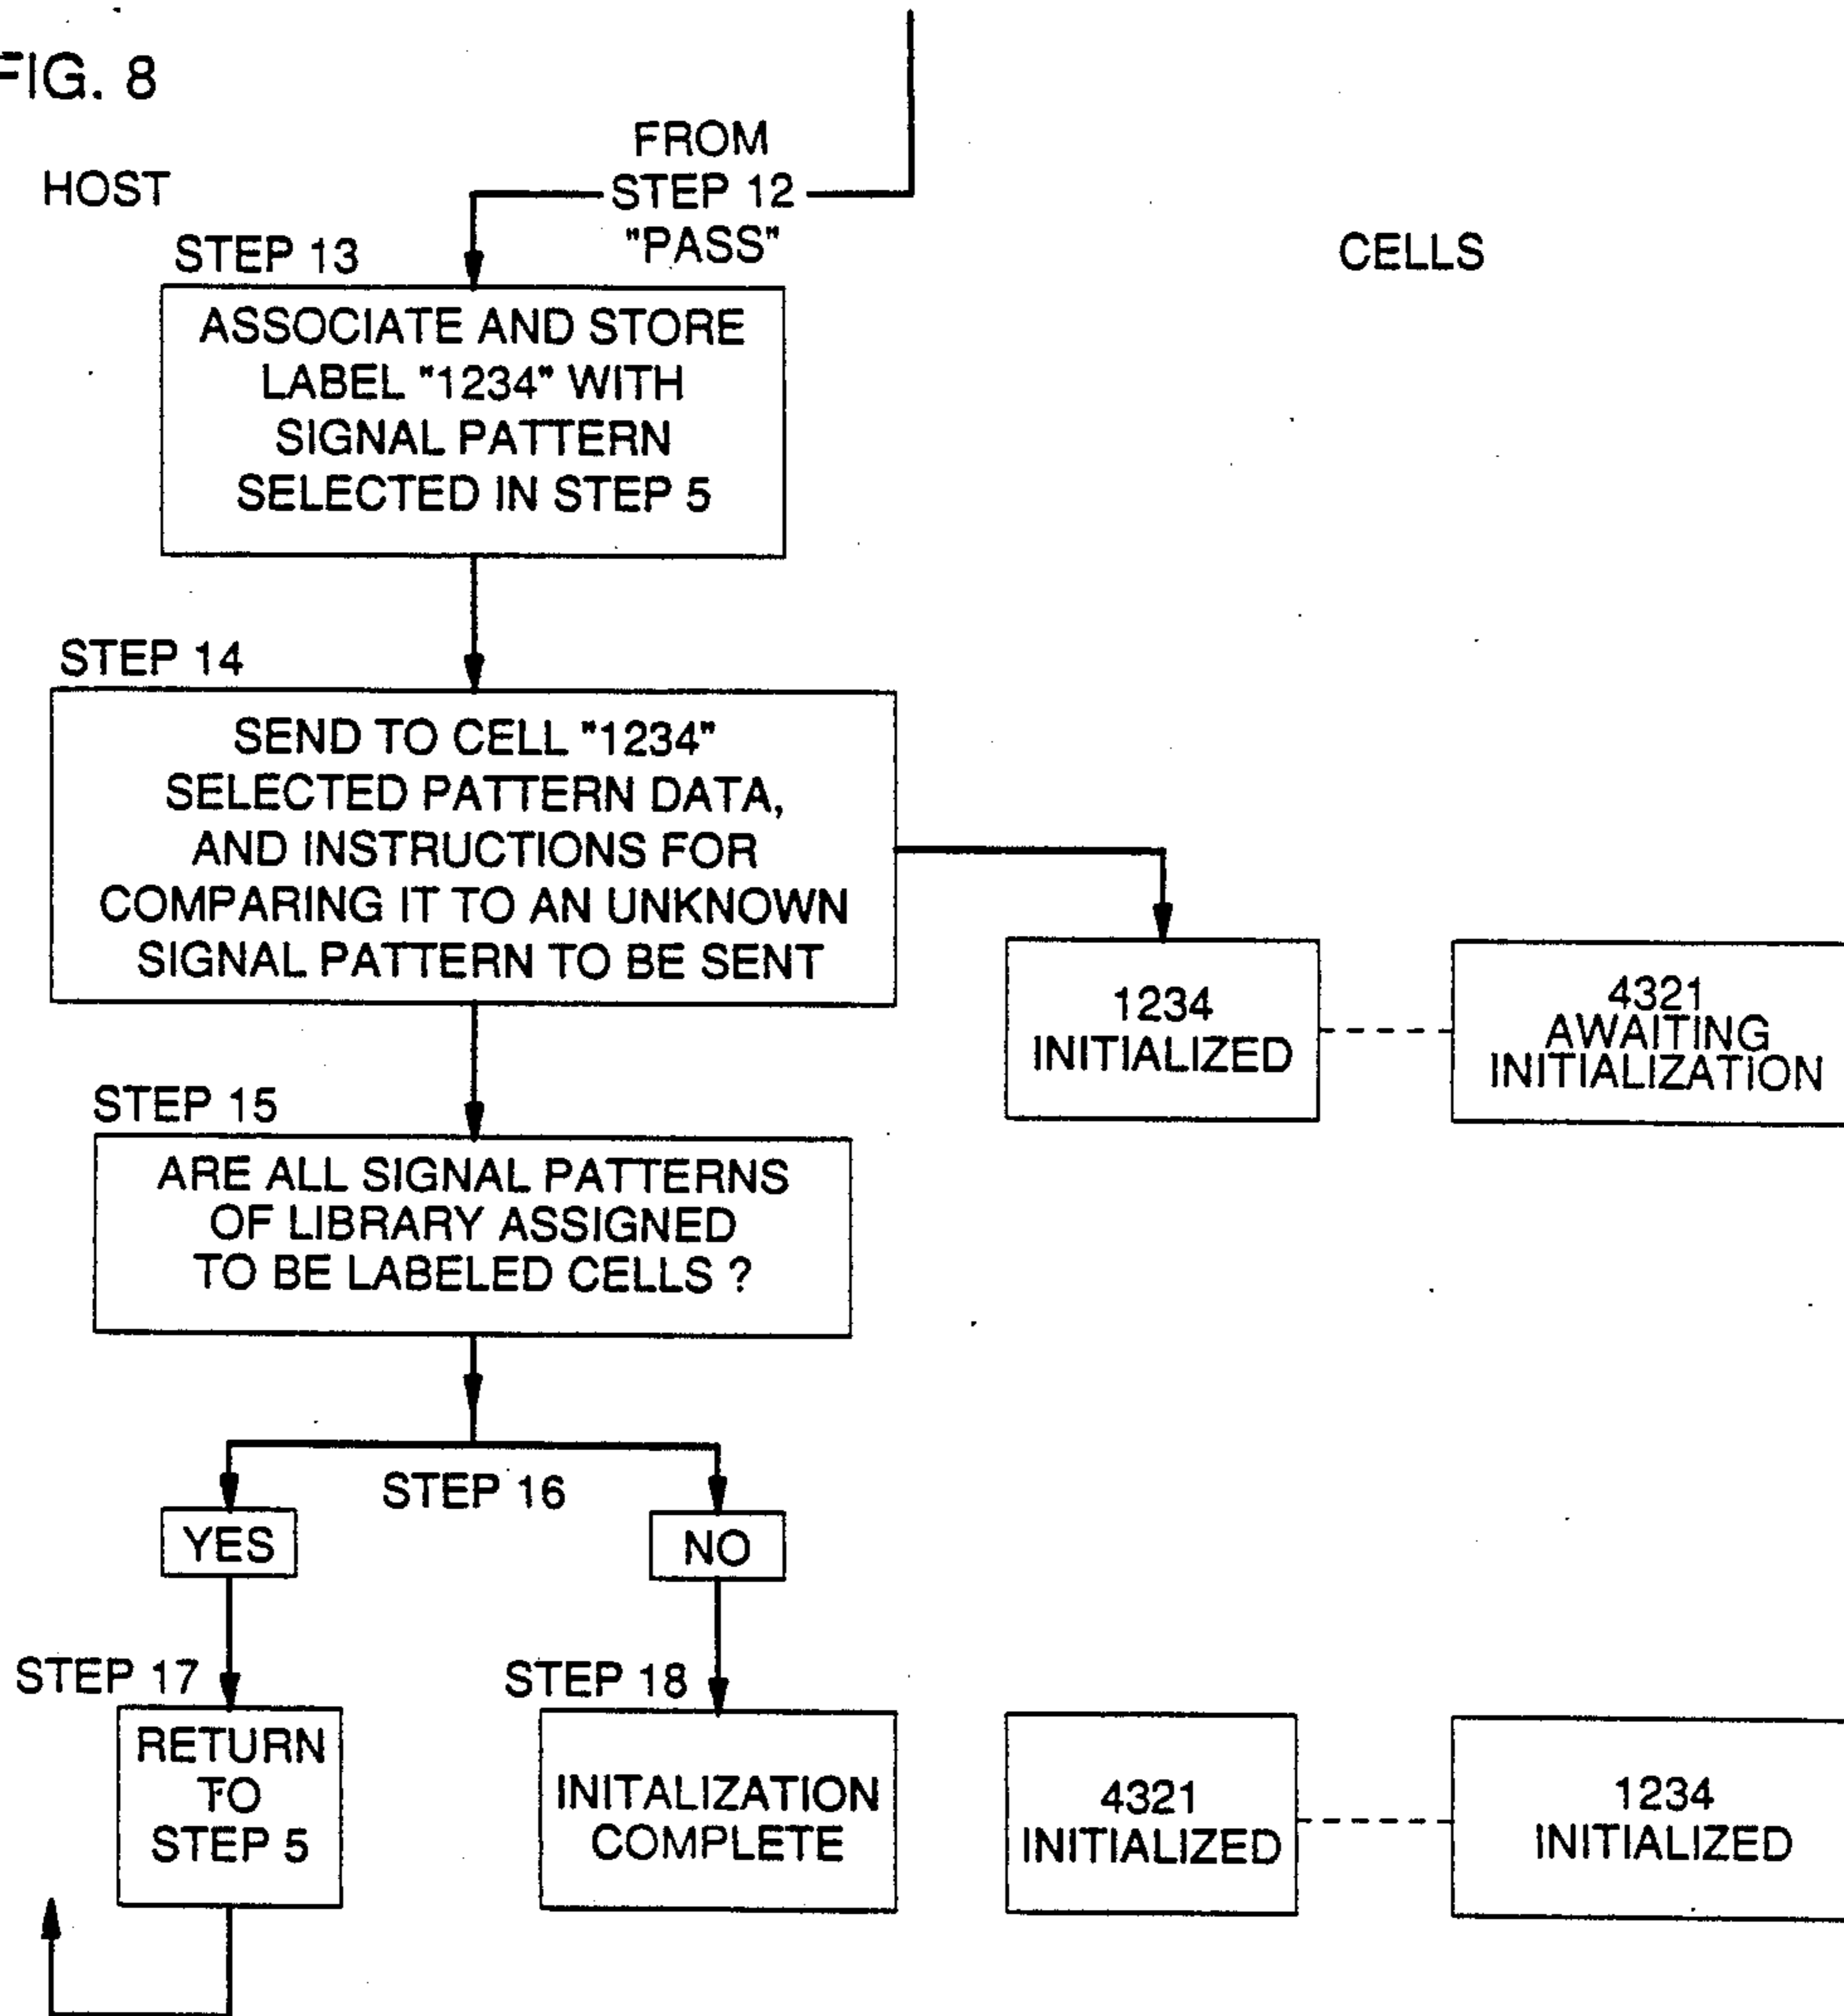 FIG. 8
HOST
FROM
STEP 12
"PASS"
CELLS
STEP 13
ASSOCIATE AND STORE
LABEL "1234" WITH
SIGNAL PATTERN
SELECTED IN STEP 5
STEP 14
SEND TO CELL "1234"
SELECTED PATTERN DATA,
AND INSTRUCTIONS FOR
COMPARING IT TO AN UNKNOWN
SIGNAL PATTERN TO BE SENT
1234
INITIALIZED
4321
AWAITING
INITIALIZATION
STEP 15
ARE ALL SIGNAL PATTERNS
OF LIBRARY ASSIGNED
TO BE LABELED CELLS ?
STEP 16
YES
NO
STEP 17
RETURN
TO
STEP 5
STEP 18
INITALIZATION
COMPLETE
4321
INITIALIZED
1234
INITIALIZED